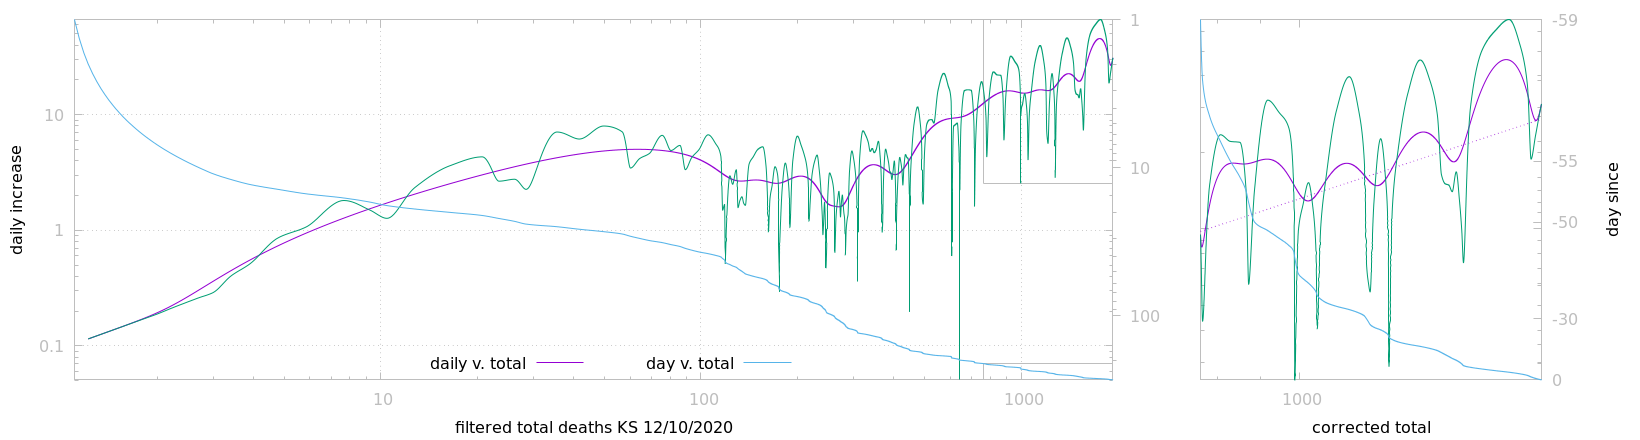 daily increase
10
1
0.1
daily v. total
day v. total
10
100
1000
filtered total deaths KS 12/10/2020
1
10
100
1000
corrected total
-59
-55
-50
-30
0
day since